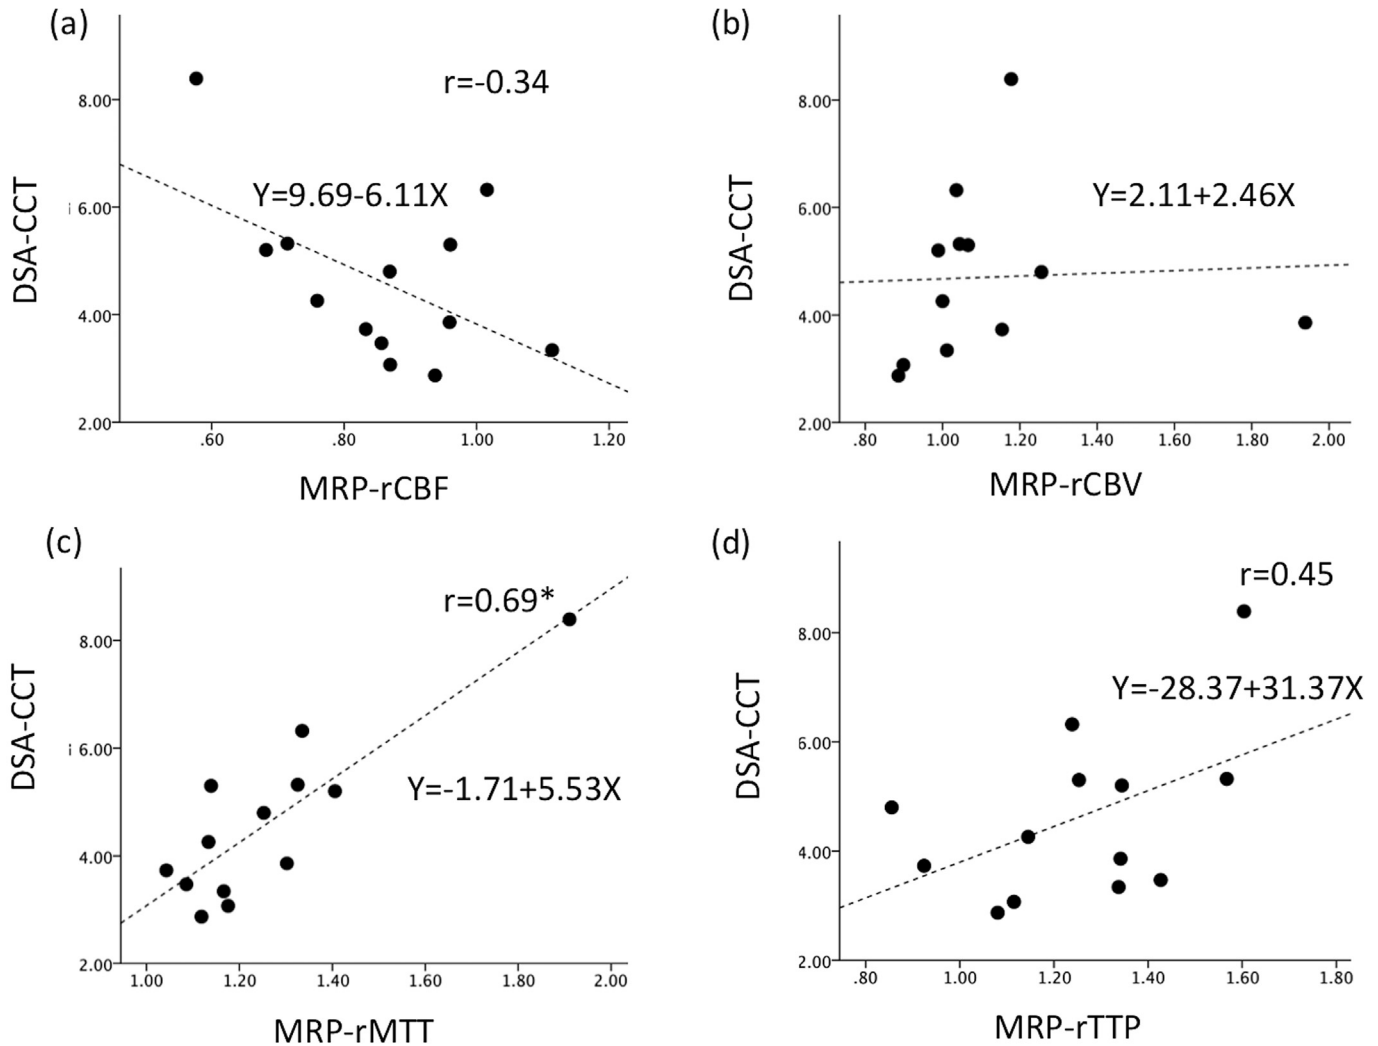 (a)
r=-0.34
8.00
Y=9.69-6.11X
6.00
4.00
2.00
.60 .80 1.00 1.20
DSA-CCT
MRP-rCBF
(b)
8.00
Y=2.11+2.46X
6.00
4.00
2.00
.80 1.00 1.20 1.40 1.60 1.80 2.00
DSA-CCT
MRP-rCBV
(c)
r=0.69*
8.00
6.00
Y=-1.71+5.53X
4.00
2.00
1.00 1.20 1.40 1.60 1.80 2.00
DSA-CCT
MRP-rMTT
(d)
r=0.45
8.00
Y=-28.37+31.37X
6.00
4.00
2.00
.80 1.00 1.20 1.40 1.60 1.80
DSA-CCT
MRP-rTTP